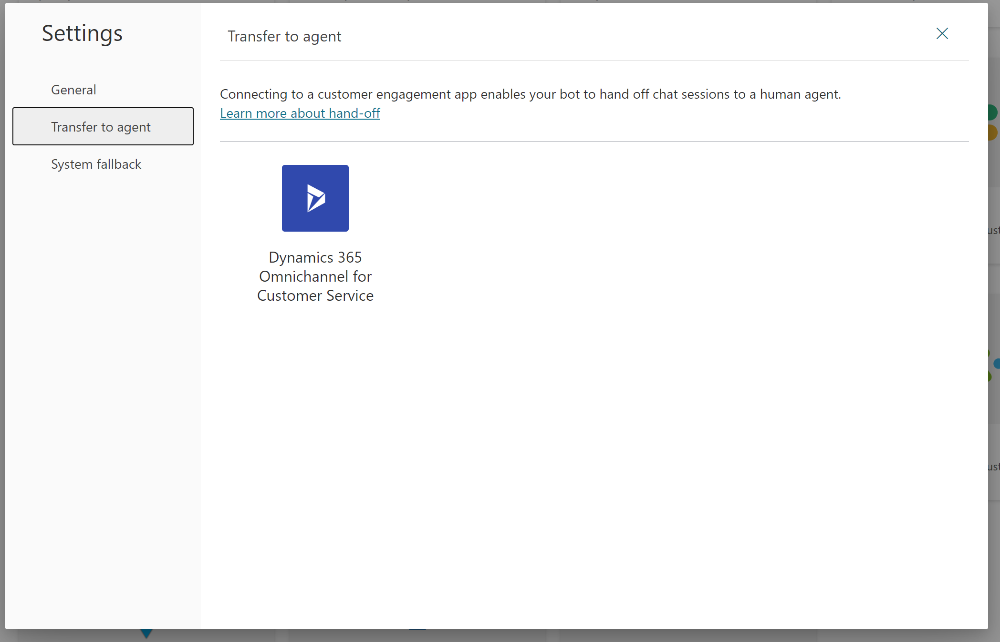 Settings
General
Transfer to agent
System fallback
Transfer to agent
Connecting to a customer engagement app enables your bot to hand off chat sessions to a human agent.
Learn more about hand-off
Dynamics 365
Omnichannel for
Customer Service